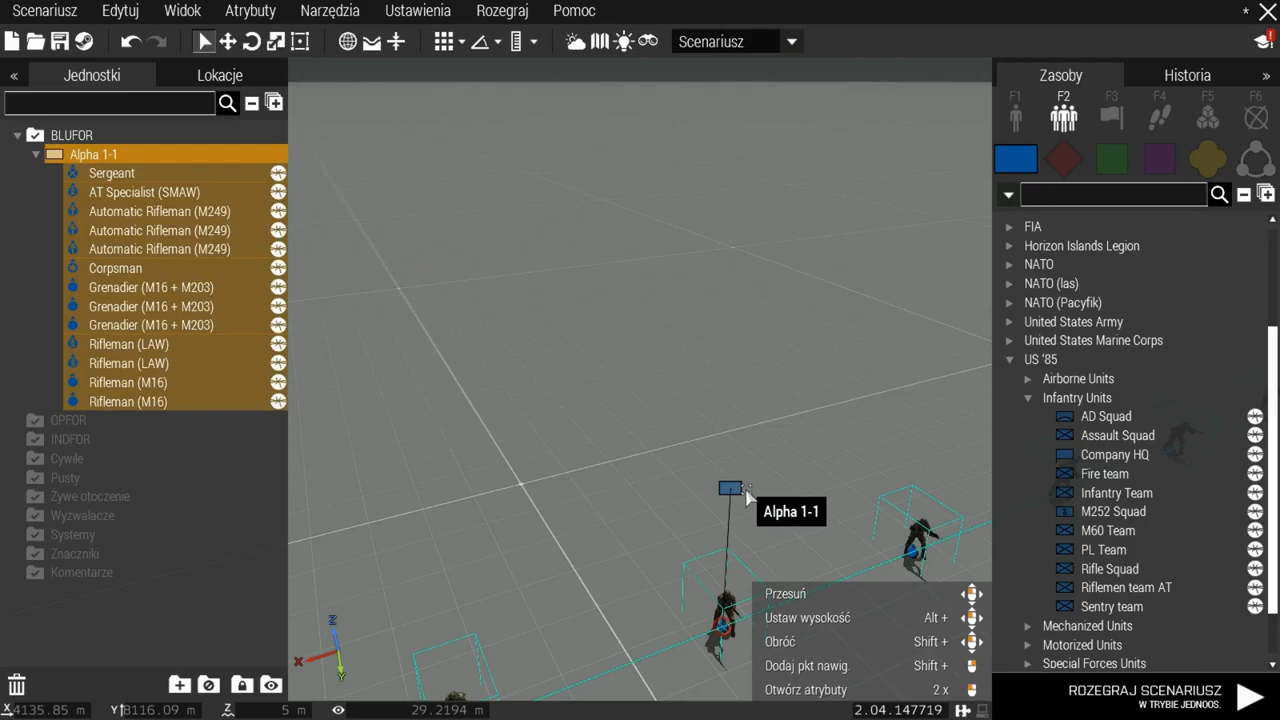 Scenariusz Edytuj Widok Atrybuty Narzędzia Ustawienia Rozegraj Pomoc *
Scenariusz
Jednostki Lokacje
Zasoby Historia
F1 F2 F3 F4 F5 F6
BLUFOR
Alpha 1-1
Sergeant
AT Specialist (SMAW)
Automatic Rifleman (M249)
Automatic Rifleman (M249)
Automatic Rifleman (M249)
Corpsman
Grenadier (M16 + M203)
Grenadier (M16 + M203)
Grenadier (M16 + M203)
Rifleman (LAW)
Rifleman (LAW)
Rifleman (M16)
Rifleman (M16)
OPFOR
INDFOR
Cywile
Pusty
Żywe otoczenie
Wyzwalacze
Systemy
Znaczniki
Komentarze
FIA
Horizon Islands Legion
NATO
NATO (las)
NATO (Pacyfik)
United States Army
United States Marine Corps
US '85
Airborne Units
Infantry Units
AD Squad
Assault Squad
Company HQ
Fire team
Infantry Team
M252 Squad
M60 Team
PL Team
Rifle Squad
Riflemen team AT
Sentry team
Mechanized Units
Motorized Units
Special Forces Units
Alpha 1-1
Przesuń
Ustaw wysokość Alt +
Obróć Shift +
Dodaj pkt nawig. Shift +
Otwórz atrybuty 2 x
Z
X
Y
X 4135.85 m Y 8116.09 m Z 5 m 29.2194 m 2.04.147719
ROZEGRAJ SCENARIUSZ
W TRYBIE JEDNOOS.